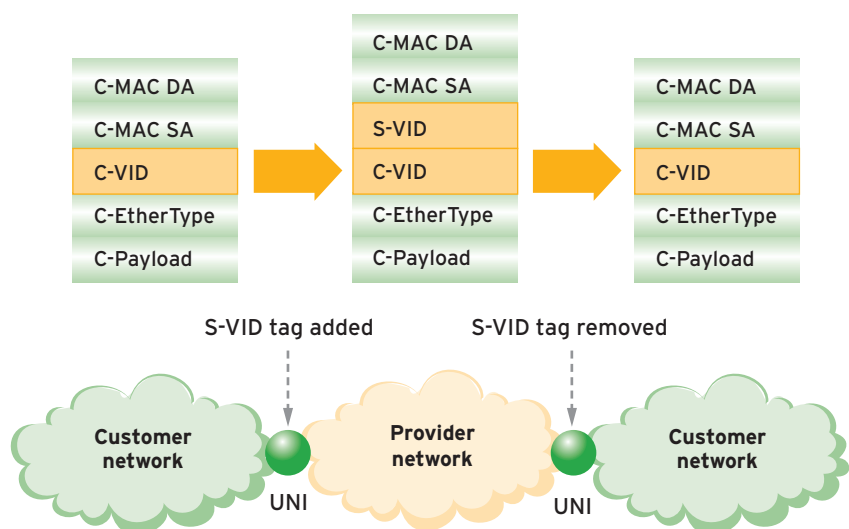 C-MAC DA
C-MAC SA
C-VID
C-EtherType
C-Payload
C-MAC DA
C-MAC SA
S-VID
C-VID
C-EtherType
C-Payload
C-MAC DA
C-MAC SA
C-VID
C-EtherType
C-Payload
S-VID tag added
S-VID tag removed
Customer
network
UNI
Provider
network
UNI
Customer
network